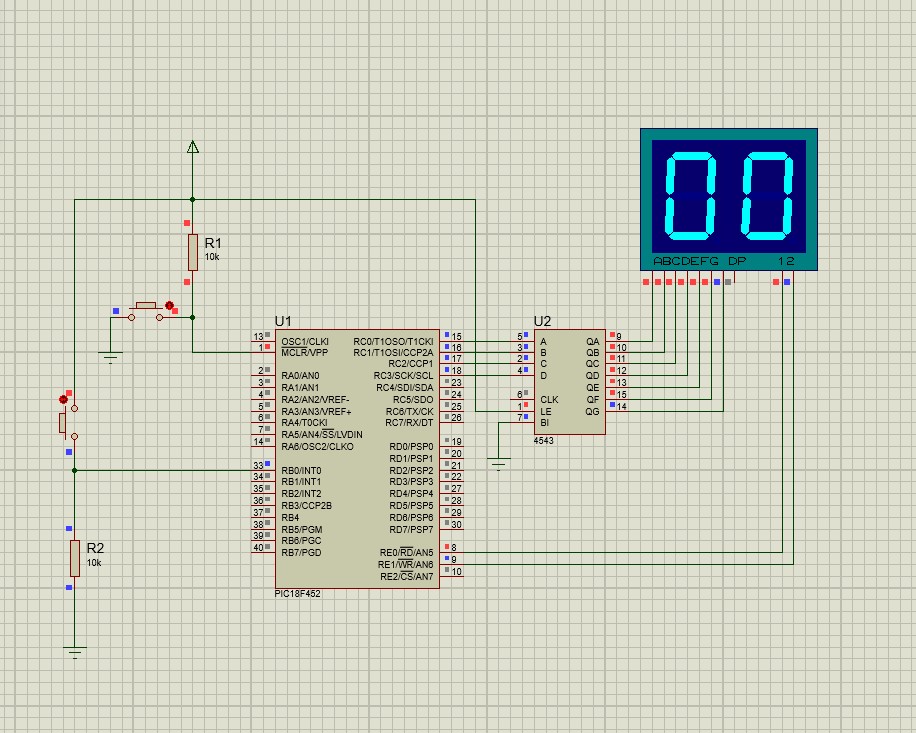 ABCDEFG DP 12
R1
10k
U1
13 OSC1/CLKI
1 MCLR/VPP
2 RA0/AN0
3 RA1/AN1
4 RA2/AN2/VREF-
5 RA3/AN3/VREF+
6 RA4/T0CKI
7 RA5/AN4/SS/LVDIN
14 RA6/OSC2/CLKO
33 RB0/INT0
34 RB1/INT1
35 RB2/INT2
36 RB3/CCP2B
37 RB4
38 RB5/PGM
39 RB6/PGC
40 RB7/PGD
RC0/T1OSO/T1CKI 15
RC1/T1OSI/CCP2A 16
RC2/CCP1 17
RC3/SCK/SCL 18
RC4/SDI/SDA 23
RC5/SDO 24
RC6/TX/CK 25
RC7/RX/DT 26
RD0/PSP0 19
RD1/PSP1 20
RD2/PSP2 21
RD3/PSP3 22
RD4/PSP4 27
RD5/PSP5 28
RD6/PSP6 29
RD7/PSP7 30
RE0/RD/AN5 8
RE1/WR/AN6 9
RE2/CS/AN7 10
PIC18F452
U2
5 A
3 B
2 C
4 D
6 CLK
1 LE
7 BI
QA 9
QB 10
QC 11
QD 12
QE 13
QF 15
QG 14
4543
00
R2
10k